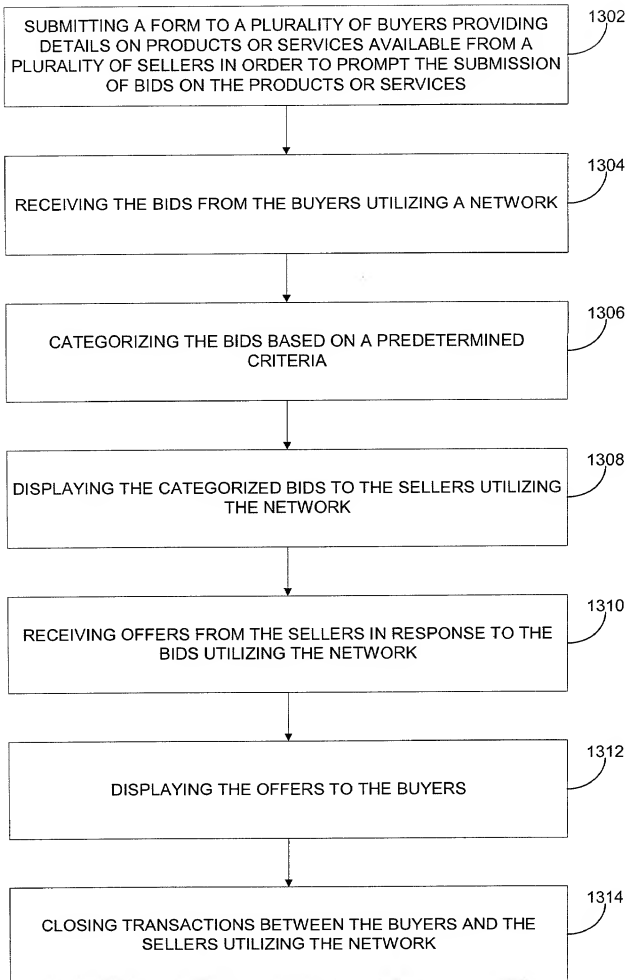 1302
SUBMITTING A FORM TO A PLURALITY OF BUYERS PROVIDING
DETAILS ON PRODUCTS OR SERVICES AVAILABLE FROM A
PLURALITY OF SELLERS IN ORDER TO PROMPT THE SUBMISSION
OF BIDS ON THE PRODUCTS OR SERVICES
1304
RECEIVING THE BIDS FROM THE BUYERS UTILIZING A NETWORK
1306
CATEGORIZING THE BIDS BASED ON A PREDETERMINED
CRITERIA
1308
DISPLAYING THE CATEGORIZED BIDS TO THE SELLERS UTILIZING
THE NETWORK
1310
RECEIVING OFFERS FROM THE SELLERS IN RESPONSE TO THE
BIDS UTILIZING THE NETWORK
1312
DISPLAYING THE OFFERS TO THE BUYERS
1314
CLOSING TRANSACTIONS BETWEEN THE BUYERS AND THE
SELLERS UTILIZING THE NETWORK